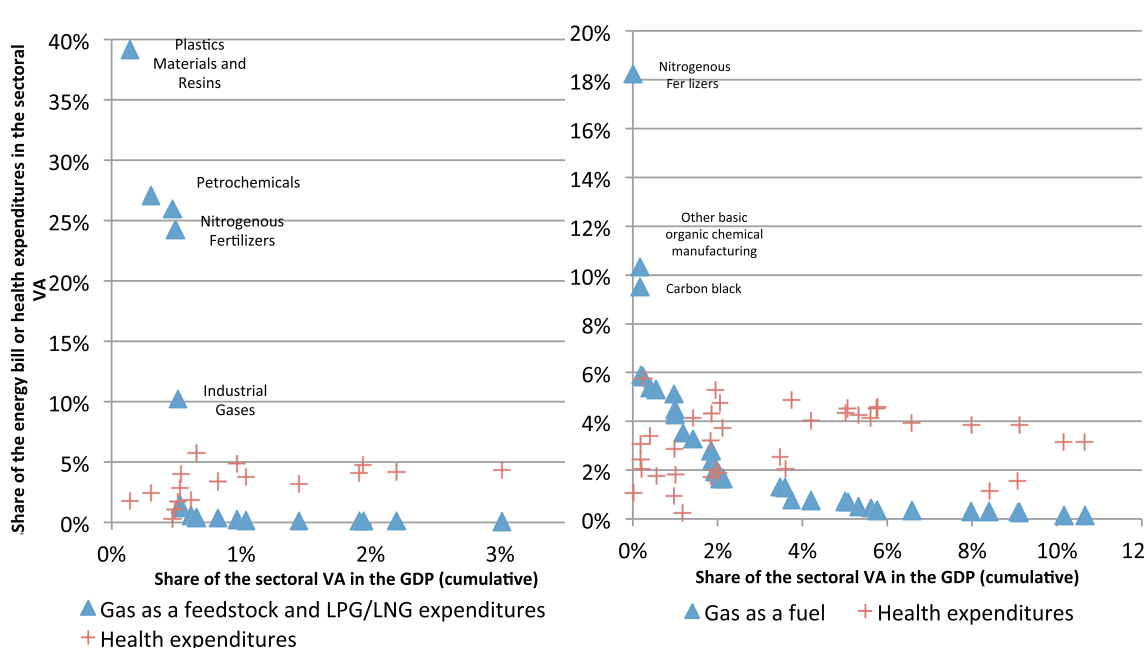 Share of the energy bill or health expenditures in the sectoral
VA
40%
35%
30%
25%
20%
15%
10%
5%
0%
Plastics
Materials and
Resins
Petrochemicals
Nitrogenous
Fertilizers
Industrial
Gases
0%
1%
2%
3%
Share of the sectoral VA in the GDP (cumulative)
Gas as a feedstock and LPG/LNG expenditures
Health expenditures
20%
18%
16%
14%
12%
10%
8%
6%
4%
2%
0%
Nitrogenous
Fer lizers
Other basic
organic chemical
manufacturing
Carbon black
0%
2%
4%
6%
8%
10%
12
Share of the sectoral VA in the GDP (cumulative)
Gas as a fuel
Health expenditures